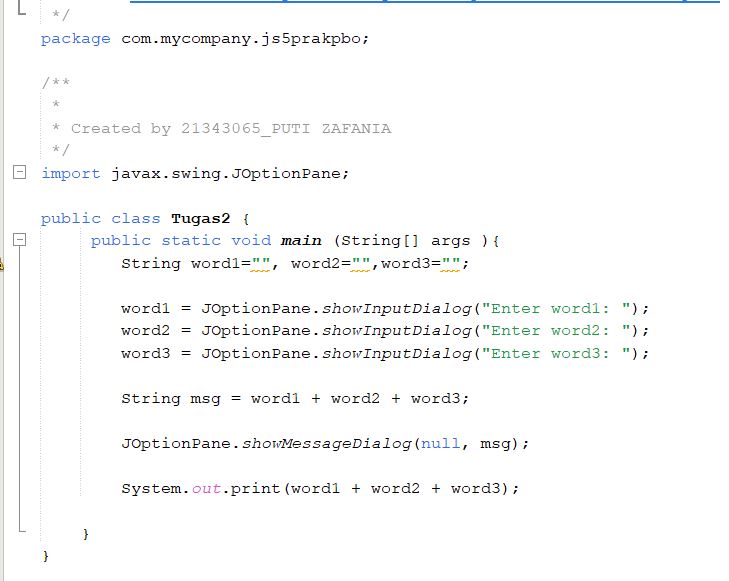 */
package com.mycompany.js5prakpbo;
/**
*
* Created by 21343065_PUTI ZAFANIA
*/
import javax.swing.JOptionPane;
public class Tugas2 {
public static void main (String[] args ){
String word1="", word2="",word3="";
word1 = JOptionPane.showInputDialog("Enter word1: ");
word2 = JOptionPane.showInputDialog("Enter word2: ");
word3 = JOptionPane.showInputDialog("Enter word3: ");
String msg = word1 + word2 + word3;
JOptionPane.showMessageDialog(null, msg);
System.out.print(word1 + word2 + word3);
}
}